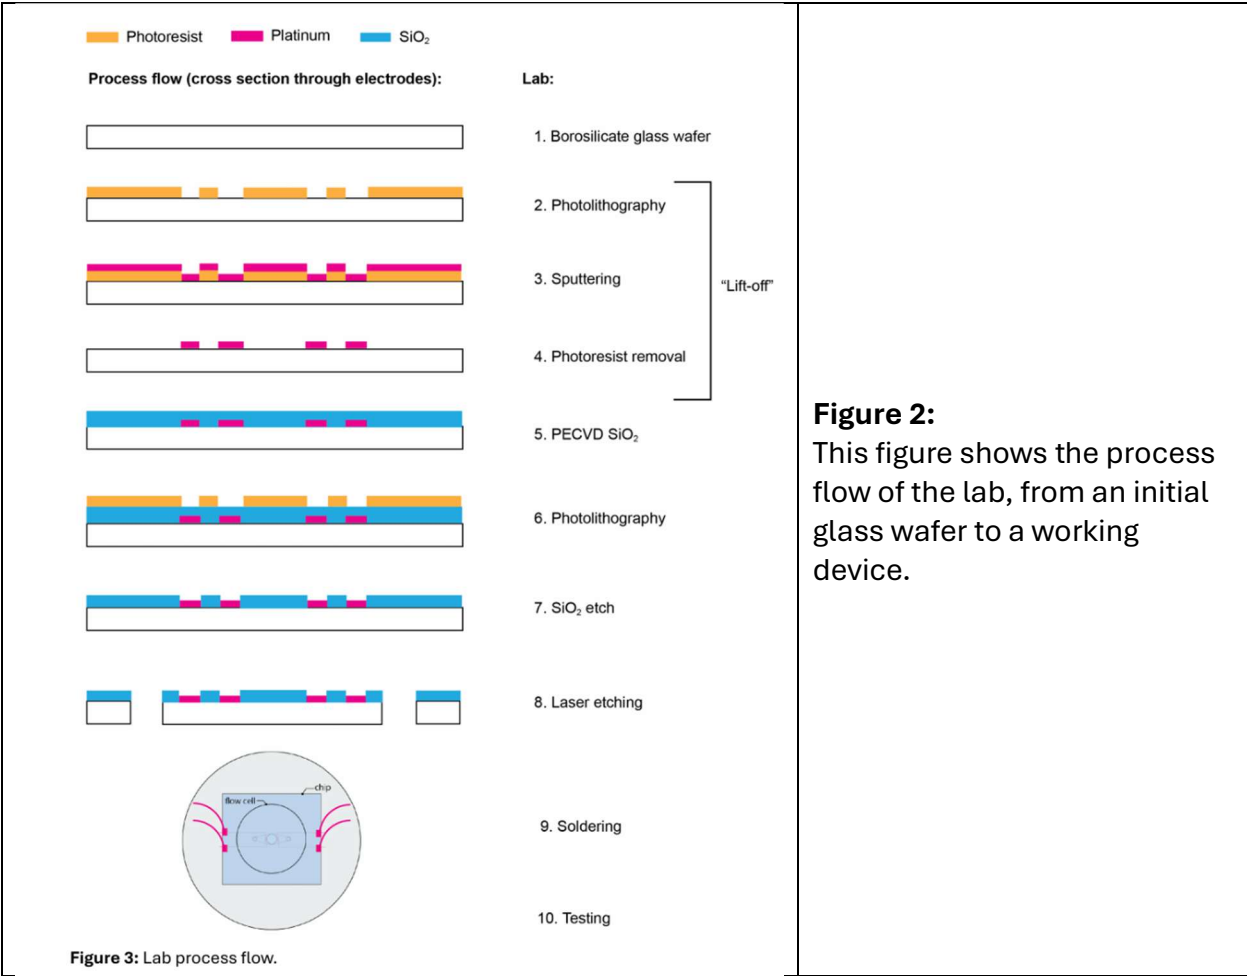 Photoresist Platinum SiO₂
Process flow (cross section through electrodes): Lab:
1. Borosilicate glass wafer
2. Photolithography
3. Sputtering
"Lift-off"
4. Photoresist removal
5. PECVD SiO₂
6. Photolithography
7. SiO₂ etch
8. Laser etching
chip
flow cell
9. Soldering
10. Testing
Figure 3: Lab process flow.
Figure 2:
This figure shows the process
flow of the lab, from an initial
glass wafer to a working
device.